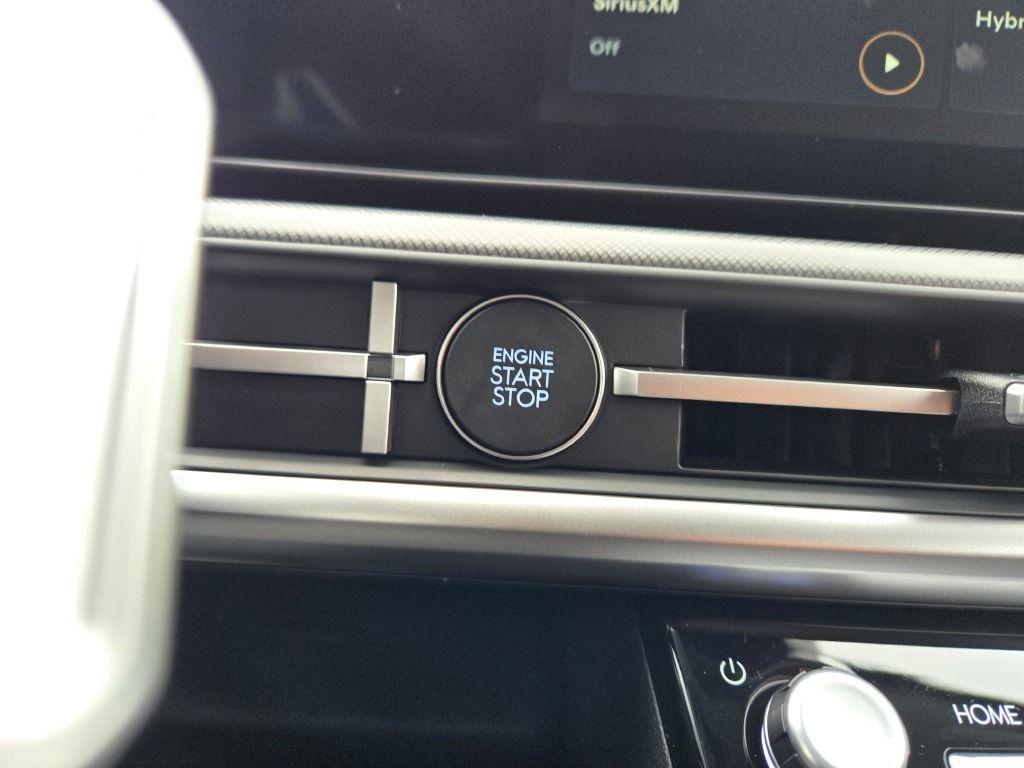 SiriusXM
Off
Hybr
ENGINE
START
STOP
HOME